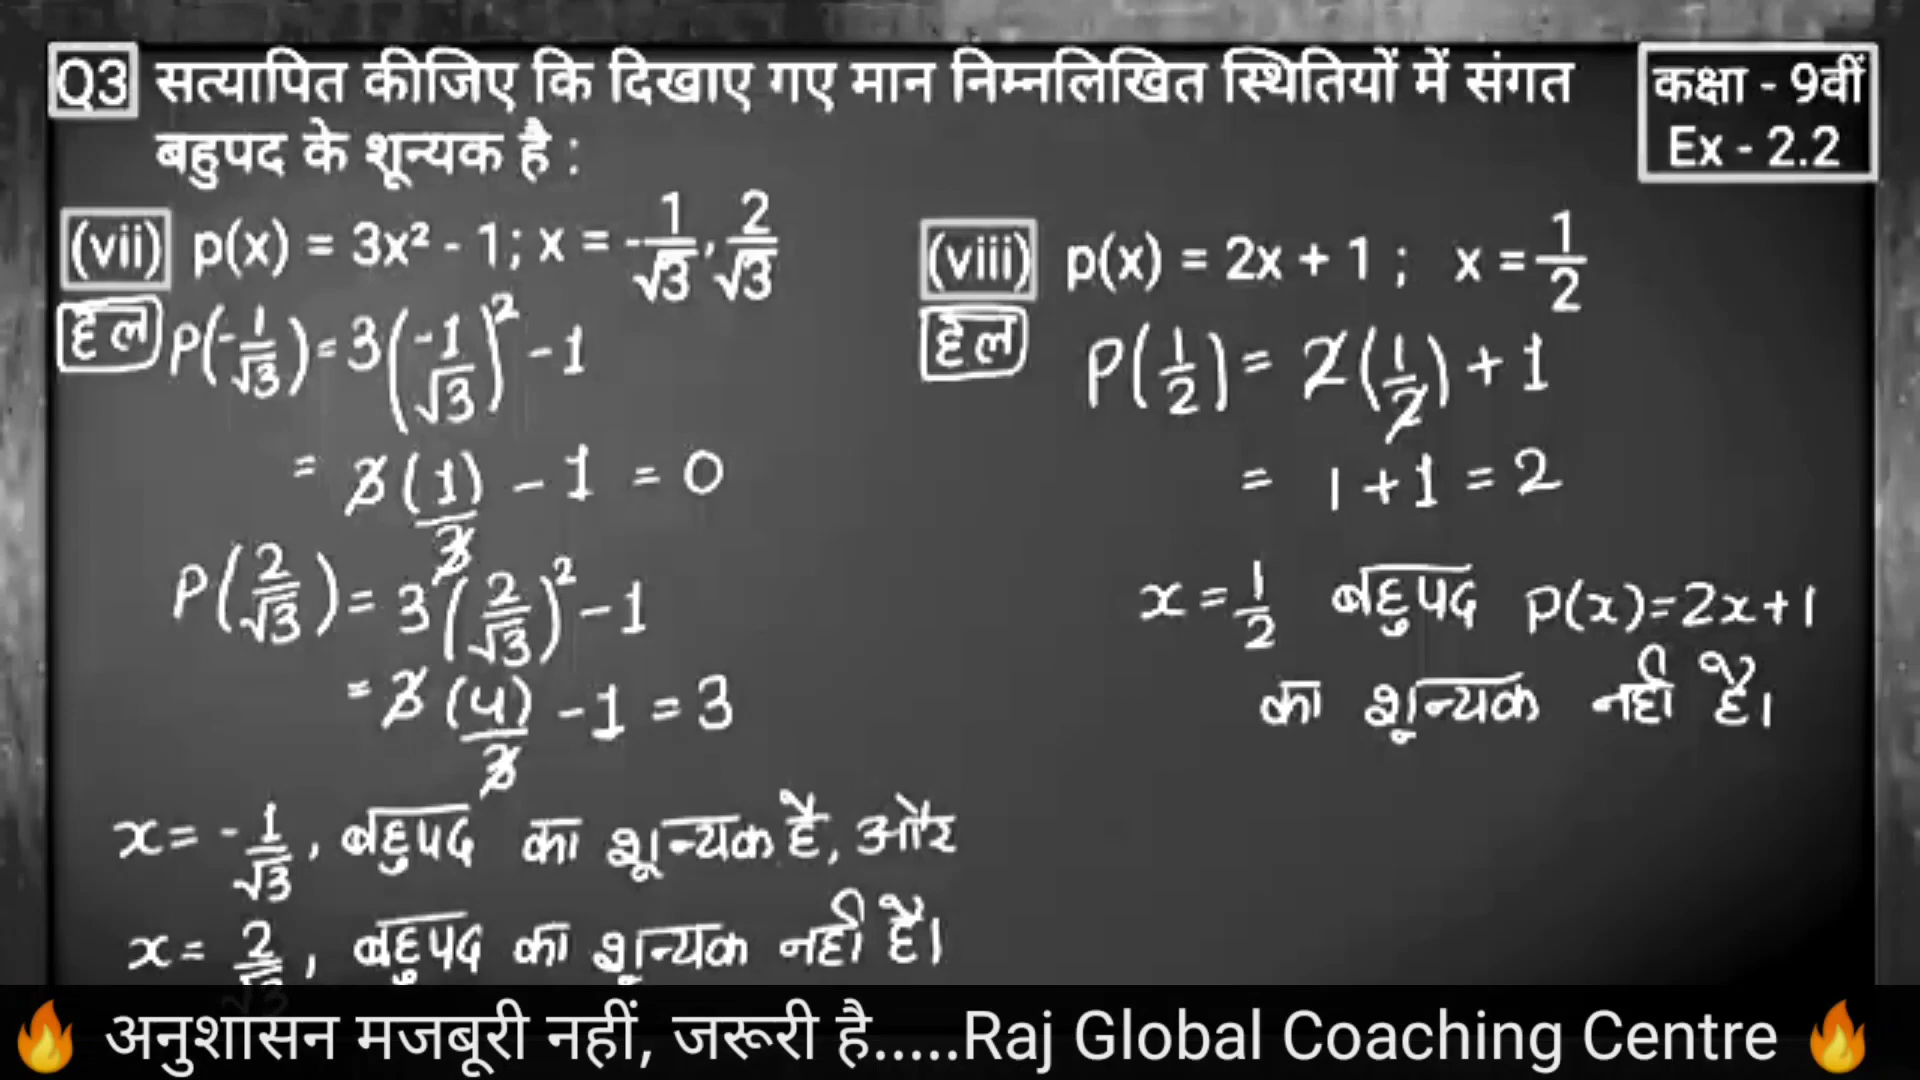 Q3 सत्यापित कीजिए कि दिखाए गए मान निम्नलिखित स्थितियों में संगत
बहुपद के शून्यक है :
कक्षा - 9वीं
Ex - 2.2
(vii) p(x) = 3x² - 1; x = -1/√3, 2/√3
हल P(-1/√3) = 3(-1/√3)² - 1
= 3(1)/3 - 1 = 0
P(2/√3) = 3(2/√3)² - 1
= 3(4)/3 - 1 = 3
x = -1/√3, बहुपद का शून्यक है, और
x = 2/√3, बहुपद का शून्यक नहीं है।
(viii) p(x) = 2x + 1 ; x = 1/2
हल P(1/2) = 2(1/2) + 1
= 1 + 1 = 2
x = 1/2 बहुपद P(x) = 2x + 1
का शून्यक नहीं है।
🔥 अनुशासन मजबूरी नहीं, जरूरी है.....Raj Global Coaching Centre 🔥